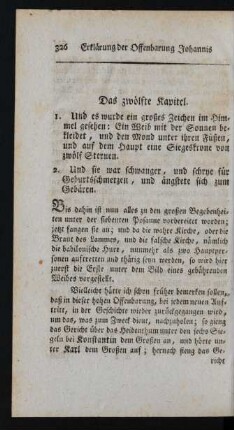 326 Erklärung der Offenbarung Johannis
Das zwölfte Kapitel.
1. Und es wurde ein großes Zeichen im Him-
mel gesehen: Ein Weib mit der Sonnen be-
kleidet, und den Mond unter ihren Füßen,
und auf dem Haupt eine Siegeskrone von
zwölf Sternen.
2. Und sie war schwanger, und schrye für
Geburtsschmerzen, und ängstete sich zum
Gebären.
Bis dahin ist nun alles zu den großen Begebenhei-
ten unter der siebenten Posaune vorbereitet worden;
jetzt fangen sie an; und da die wahre Kirche, oder
die Braut des Lammes, und die falsche Kirche, nämlich
die babilonische Hure, nunmehr als zwo Hauptper-
sonen auftretten und thätig seyn werden, so wird hier
zuerst die Erste unter dem Bild eines gebährenden
Weibes vorgestellt.
Vielleicht hätte ich schon früher bemerken sollen,
daß in dieser hohen Offenbarung, bei jedem neuen Auf-
tritt, in der Geschichte wieder zurückgegangen wird,
um das, was zum Zweck dient, nachzuholen; so gieng
das Gericht über das Heidenthum unter den sechs Sie-
geln bei Konstantin dem Großen an, und hörte un-
ter Karl dem Großen auf; hernach fieng das Ge-
richt